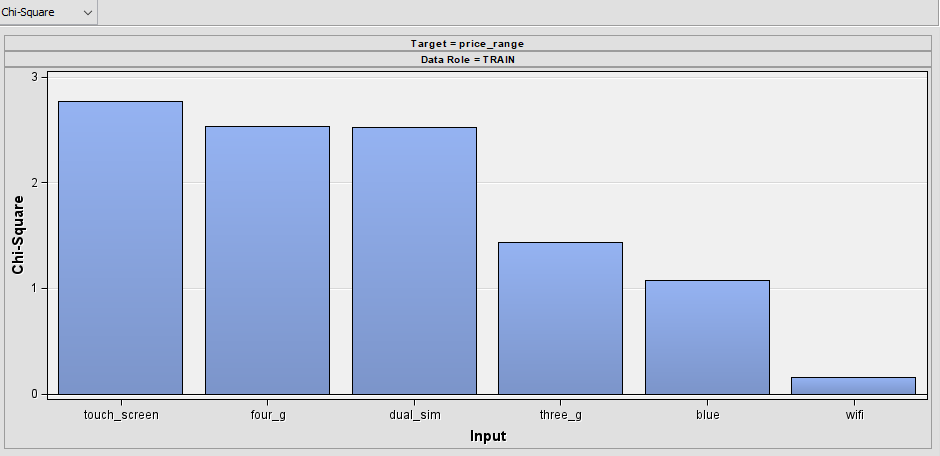 Chi-Square
Target = price_range
Data Role = TRAIN
3
2
1
0
Chi-Square
touch_screen four_g dual_sim three_g blue wifi
Input